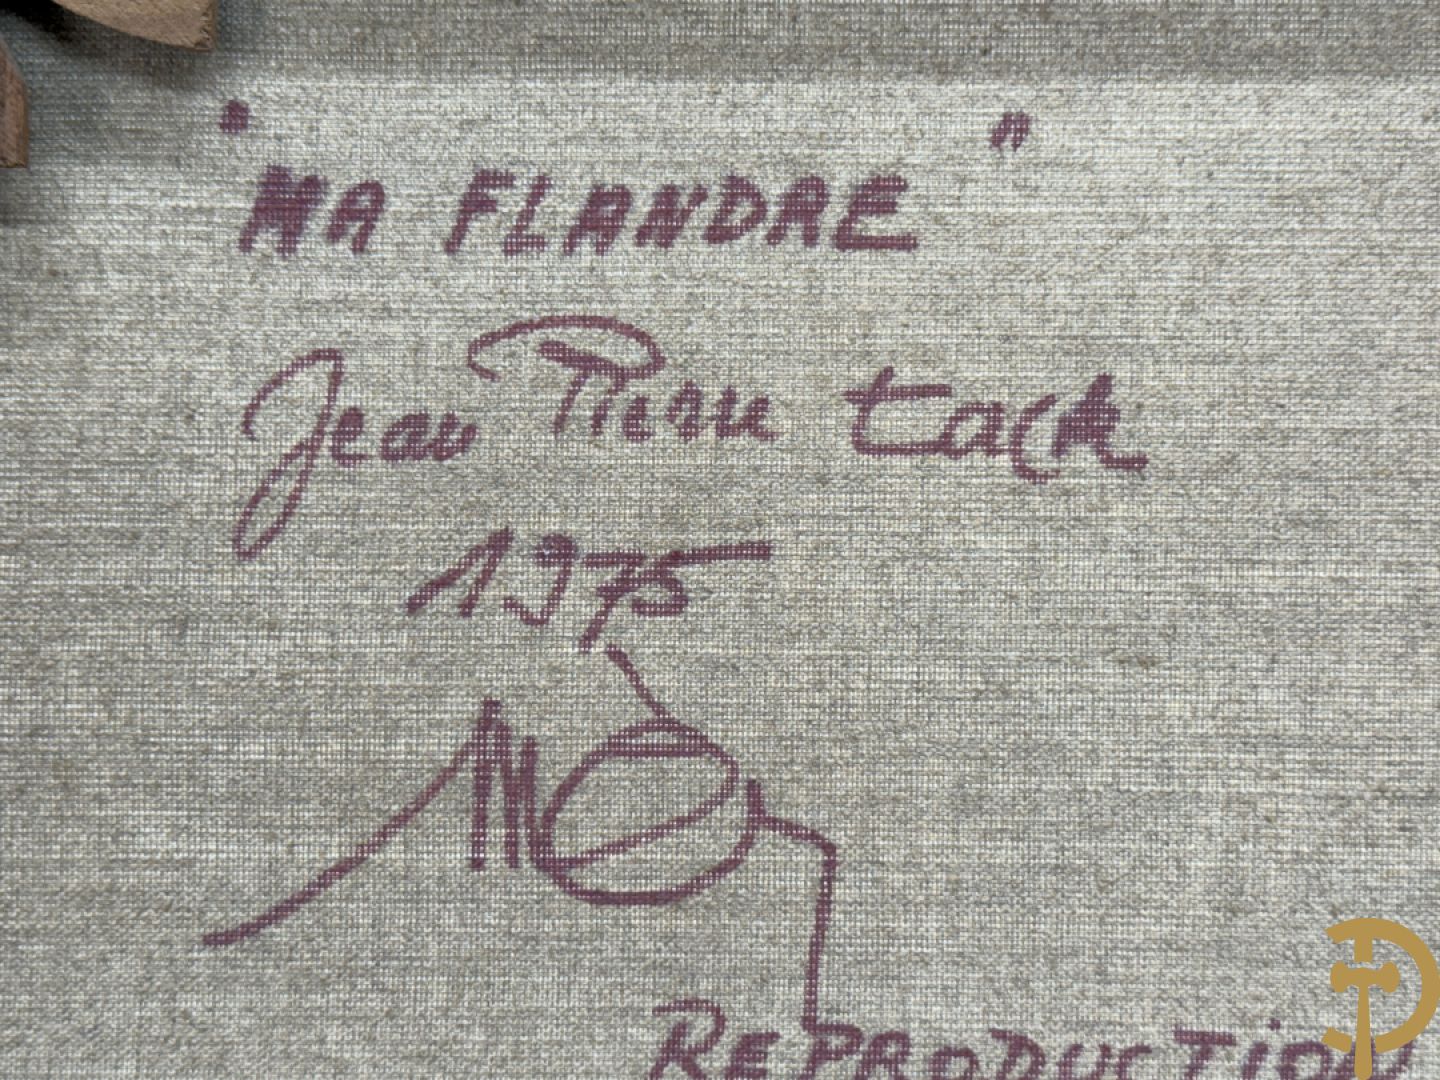 "MA FLANDRE"
Jean Pierre tack
1975
REPRODUCTION